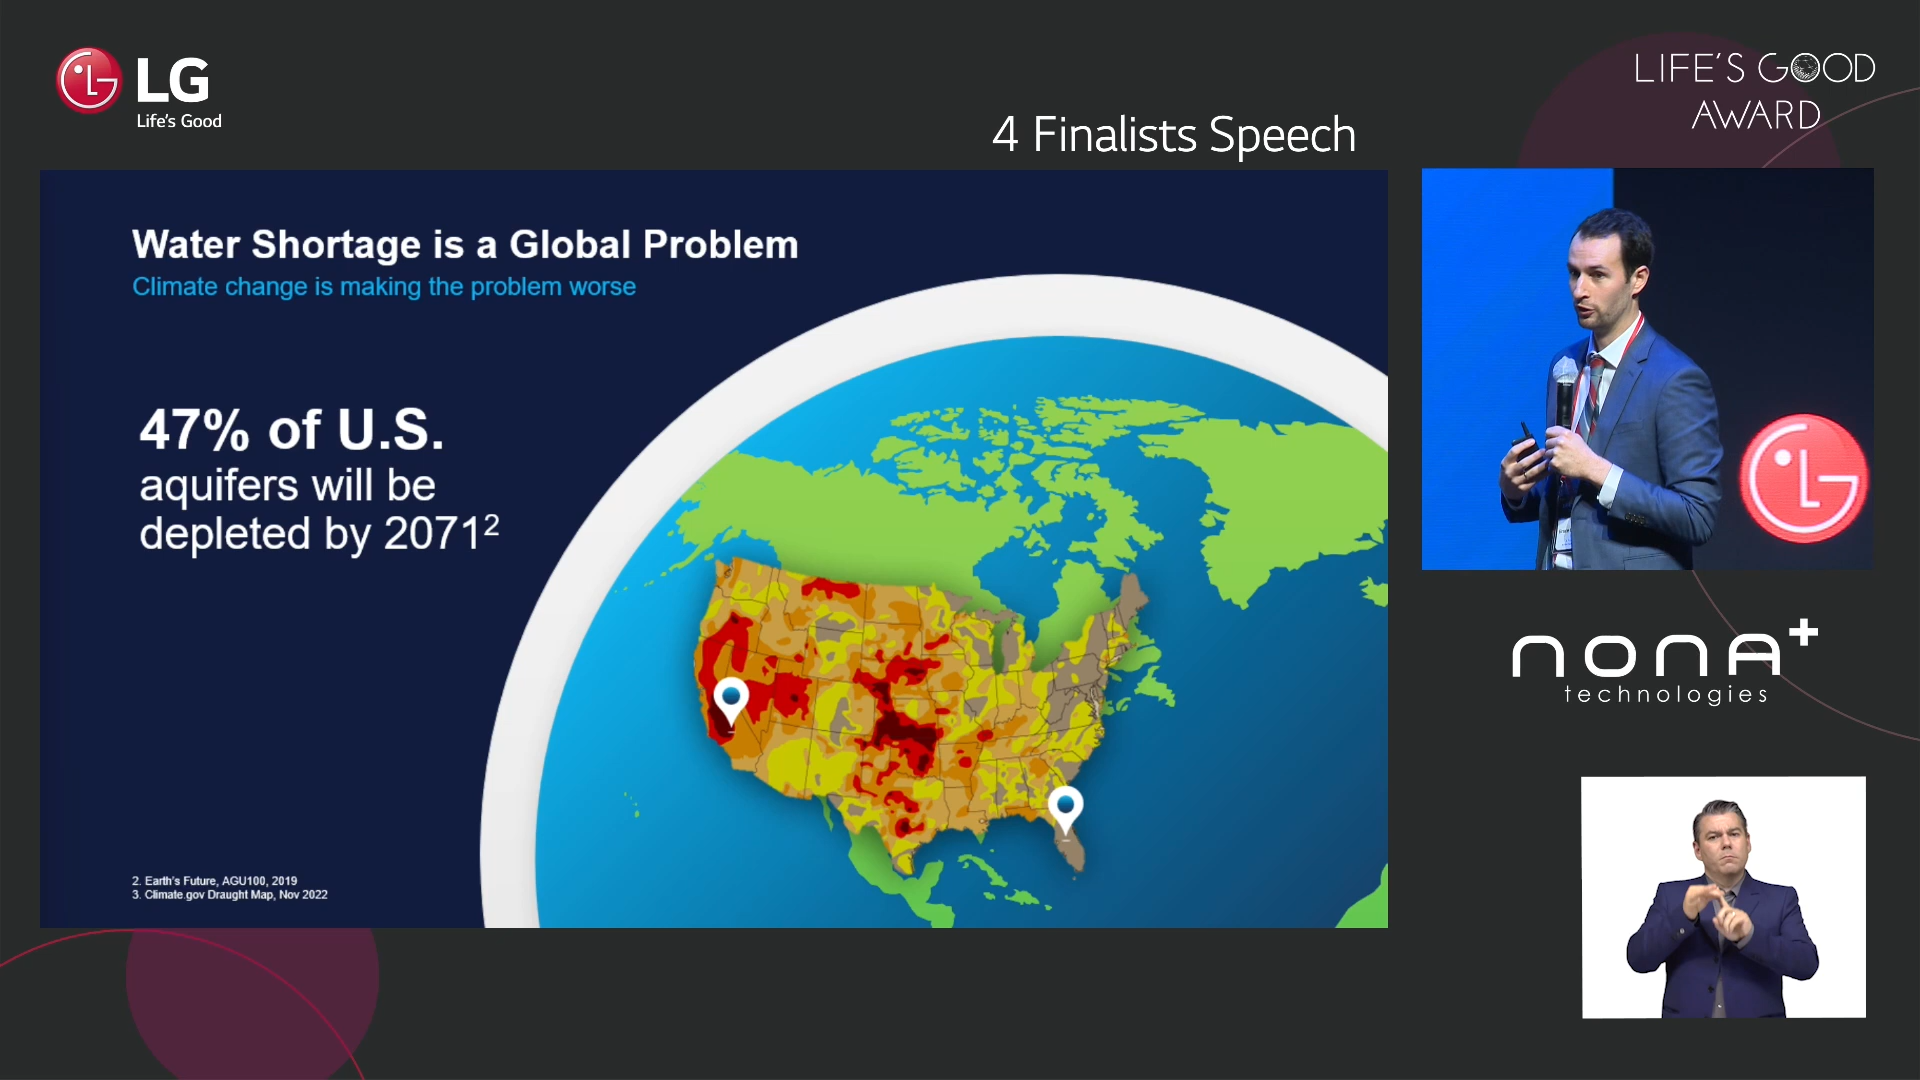 LG
Life's Good
LIFE'S GOOD
AWARD
4 Finalists Speech
Water Shortage is a Global Problem
Climate change is making the problem worse
47% of U.S.
aquifers will be
depleted by 2071²
2. Earth's Future, AGU100, 2019
3. Climate.gov Draught Map, Nov 2022
nonA+
technologies